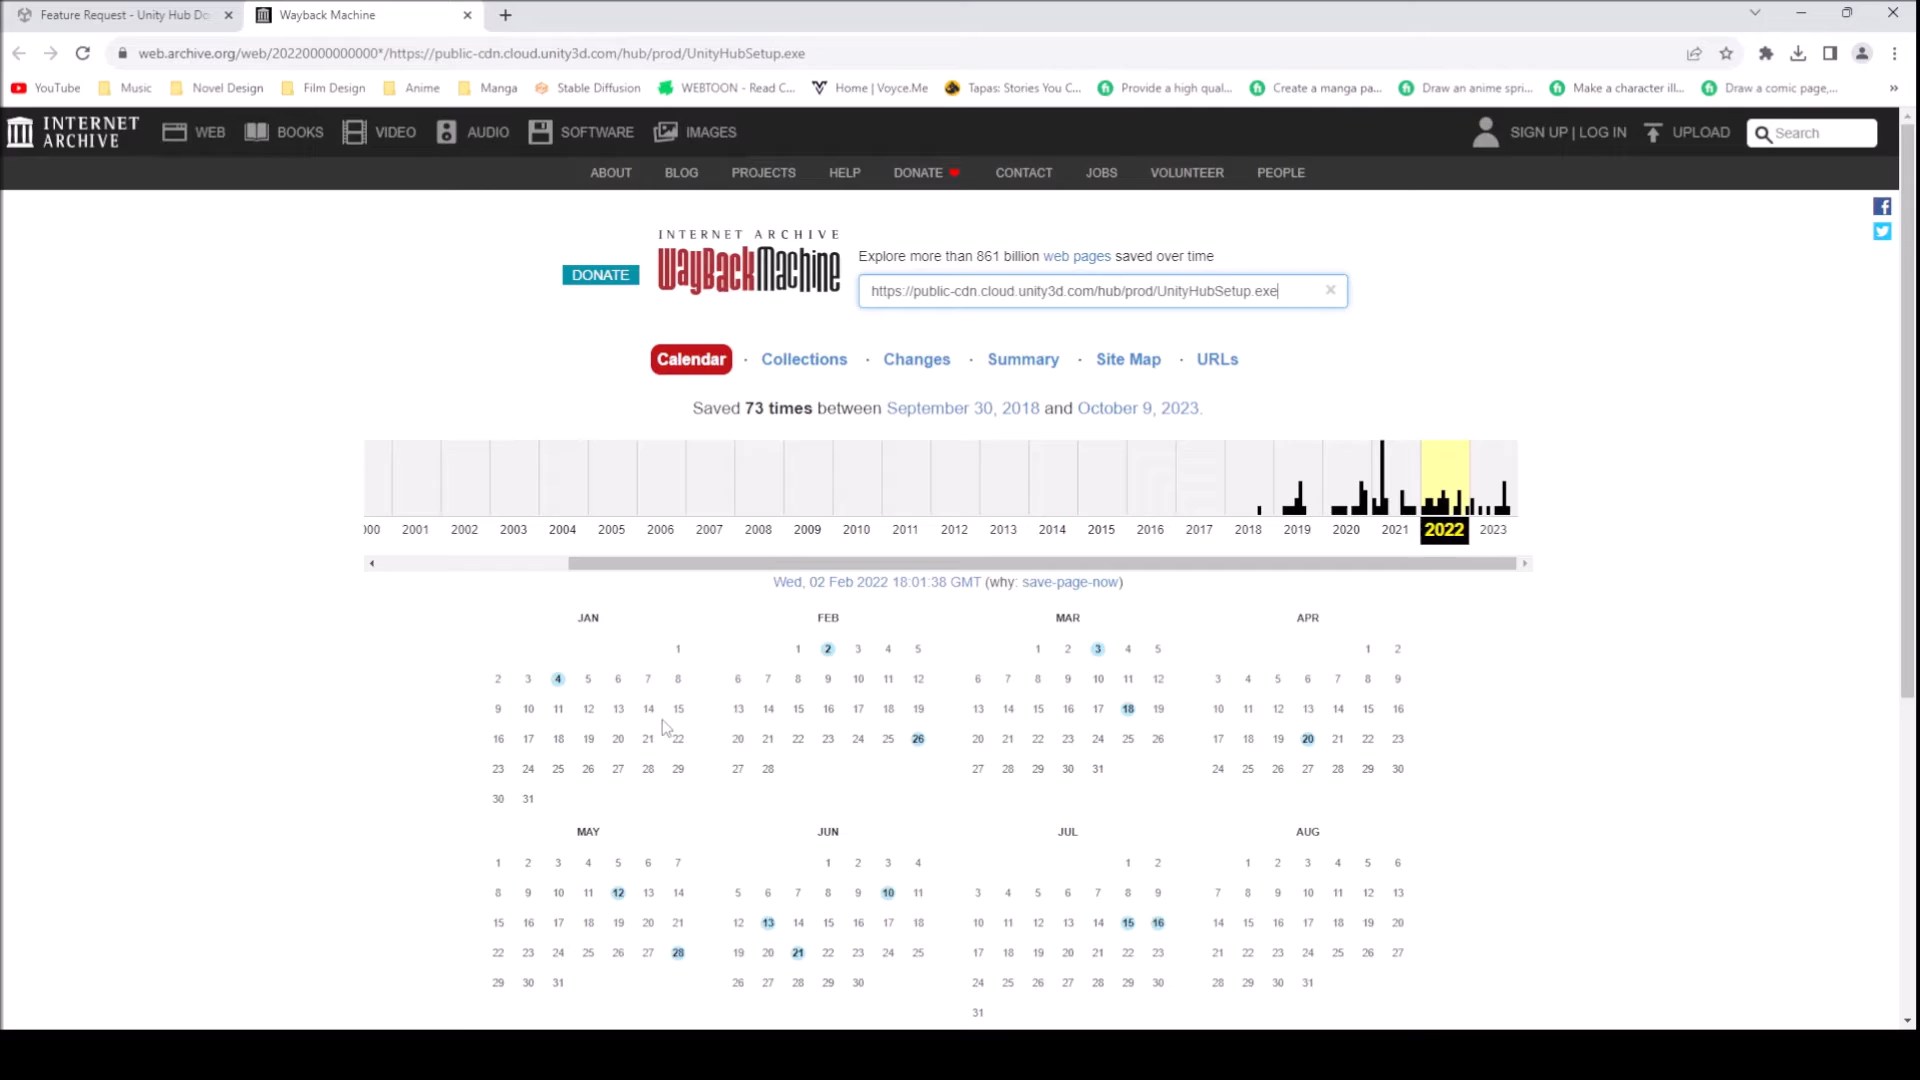 Feature Request - Unity Hub Do
Wayback Machine
web.archive.org/web/20220000000000*/https://public-cdn.cloud.unity3d.com/hub/prod/UnityHubSetup.exe
YouTube Music Novel Design Film Design Anime Manga Stable Diffusion WEBTOON - Read C... Home | Voyce.Me Tapas: Stories You C... Provide a high qual... Create a manga pa... Draw an anime spri... Make a character ill... Draw a comic page,... »
INTERNET ARCHIVE WEB BOOKS VIDEO AUDIO SOFTWARE IMAGES SIGN UP | LOG IN UPLOAD Search
ABOUT BLOG PROJECTS HELP DONATE CONTACT JOBS VOLUNTEER PEOPLE
INTERNET ARCHIVE
WayBackMachine
DONATE
Explore more than 861 billion web pages saved over time
https://public-cdn.cloud.unity3d.com/hub/prod/UnityHubSetup.exe
Calendar · Collections · Changes · Summary · Site Map · URLs
Saved 73 times between September 30, 2018 and October 9, 2023.
00 2001 2002 2003 2004 2005 2006 2007 2008 2009 2010 2011 2012 2013 2014 2015 2016 2017 2018 2019 2020 2021 2022 2023
Wed, 02 Feb 2022 18:01:38 GMT (why: save-page-now)
JAN FEB MAR APR
1 1 2 3 4 5 1 2 3 4 5 1 2
2 3 4 5 6 7 8 6 7 8 9 10 11 12 6 7 8 9 10 11 12 3 4 5 6 7 8 9
9 10 11 12 13 14 15 13 14 15 16 17 18 19 13 14 15 16 17 18 19 10 11 12 13 14 15 16
16 17 18 19 20 21 22 20 21 22 23 24 25 26 20 21 22 23 24 25 26 17 18 19 20 21 22 23
23 24 25 26 27 28 29 27 28 27 28 29 30 31 24 25 26 27 28 29 30
30 31
MAY JUN JUL AUG
1 2 3 4 5 6 7 1 2 3 4 1 2 1 2 3 4 5 6
8 9 10 11 12 13 14 5 6 7 8 9 10 11 3 4 5 6 7 8 9 7 8 9 10 11 12 13
15 16 17 18 19 20 21 12 13 14 15 16 17 18 10 11 12 13 14 15 16 14 15 16 17 18 19 20
22 23 24 25 26 27 28 19 20 21 22 23 24 25 17 18 19 20 21 22 23 21 22 23 24 25 26 27
29 30 31 26 27 28 29 30 24 25 26 27 28 29 30 28 29 30 31
31